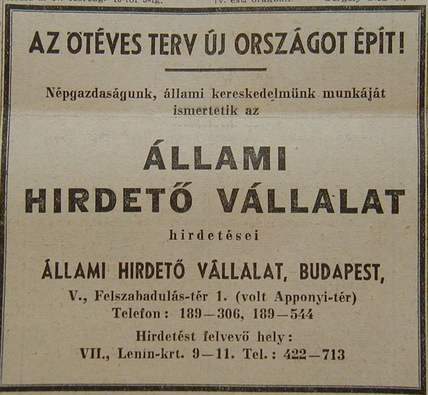 AZ ÖTÉVES TERV ÚJ ORSZÁGOT ÉPÍT!
Népgazdaságunk, állami kereskedelmünk munkáját
ismertetik az
ÁLLAMI
HIRDETŐ VÁLLALAT
hirdetései
ÁLLAMI HIRDETŐ VÁLLALAT, BUDAPEST,
V., Felszabadulás-tér 1. (volt Apponyi-tér)
Telefon: 189—306, 189—544
Hirdetést felvevő hely:
VII., Lenin-krt. 9—11. Tel.: 422—713